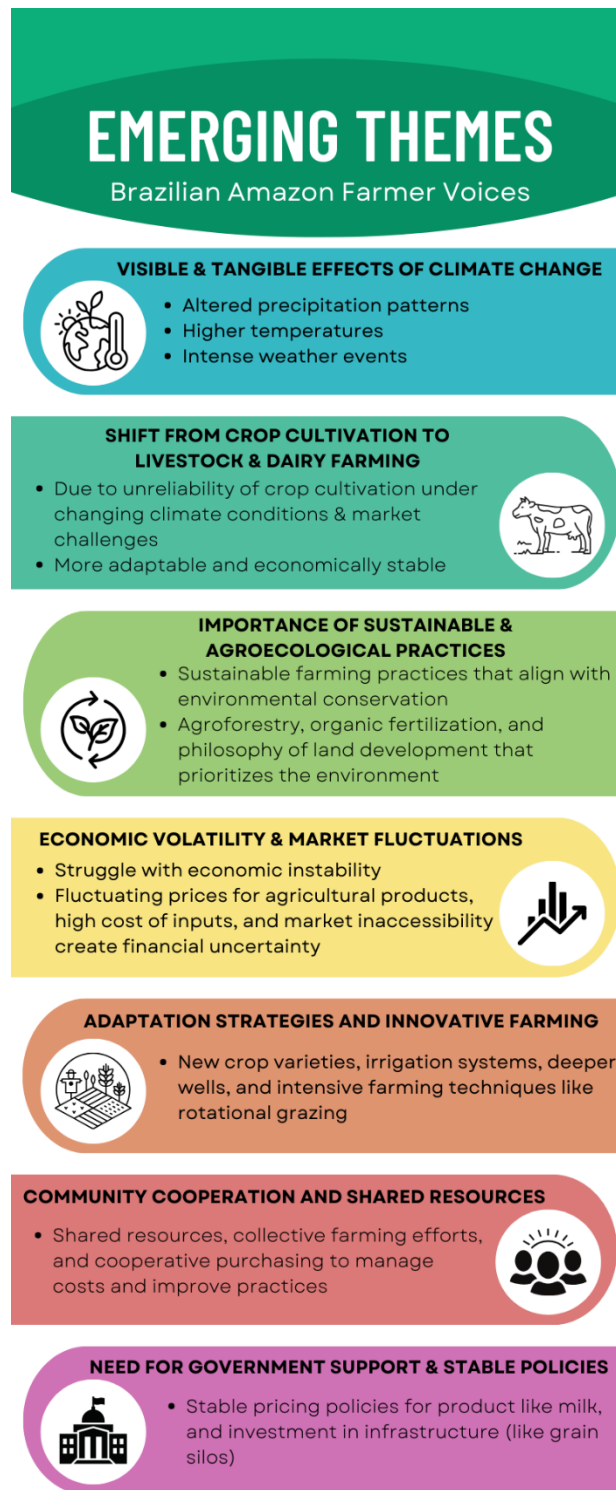 EMERGING THEMES
Brazilian Amazon Farmer Voices
VISIBLE & TANGIBLE EFFECTS OF CLIMATE CHANGE
• Altered precipitation patterns
• Higher temperatures
• Intense weather events
SHIFT FROM CROP CULTIVATION TO
LIVESTOCK & DAIRY FARMING
• Due to unreliability of crop cultivation under
changing climate conditions & market
challenges
• More adaptable and economically stable
IMPORTANCE OF SUSTAINABLE &
AGROECOLOGICAL PRACTICES
• Sustainable farming practices that align with
environmental conservation
• Agroforestry, organic fertilization, and
philosophy of land development that
prioritizes the environment
ECONOMIC VOLATILITY & MARKET FLUCTUATIONS
• Struggle with economic instability
• Fluctuating prices for agricultural products,
high cost of inputs, and market inaccessibility
create financial uncertainty
ADAPTATION STRATEGIES AND INNOVATIVE FARMING
• New crop varieties, irrigation systems, deeper
wells, and intensive farming techniques like
rotational grazing
COMMUNITY COOPERATION AND SHARED RESOURCES
• Shared resources, collective farming efforts,
and cooperative purchasing to manage
costs and improve practices
NEED FOR GOVERNMENT SUPPORT & STABLE POLICIES
• Stable pricing policies for product like milk,
and investment in infrastructure (like grain
silos)